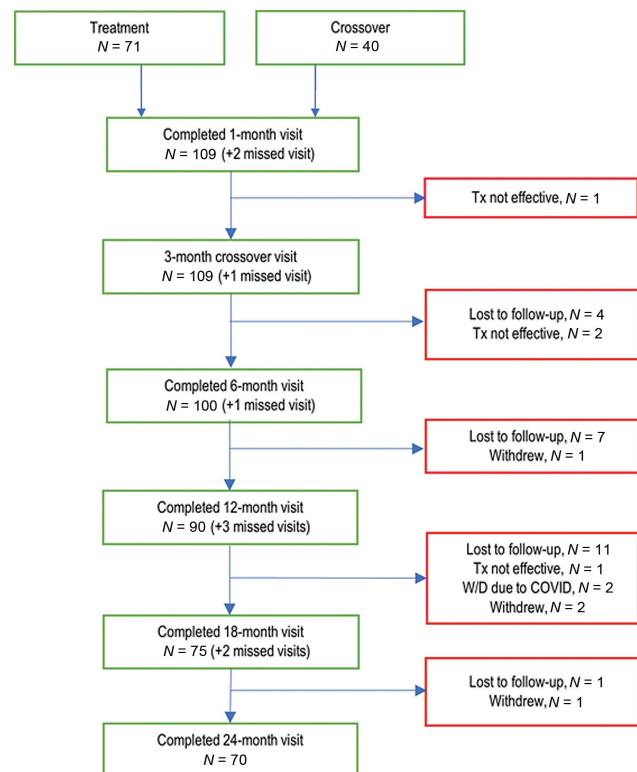 Treatment
N = 71
Crossover
N = 40
Completed 1-month visit
N = 109 (+2 missed visit)
Tx not effective, N = 1
3-month crossover visit
N = 109 (+1 missed visit)
Lost to follow-up, N = 4
Tx not effective, N = 2
Completed 6-month visit
N = 100 (+1 missed visit)
Lost to follow-up, N = 7
Withdrew, N = 1
Completed 12-month visit
N = 90 (+3 missed visits)
Lost to follow-up, N = 11
Tx not effective, N = 1
W/D due to COVID, N = 2
Withdrew, N = 2
Completed 18-month visit
N = 75 (+2 missed visits)
Lost to follow-up, N = 1
Withdrew, N = 1
Completed 24-month visit
N = 70